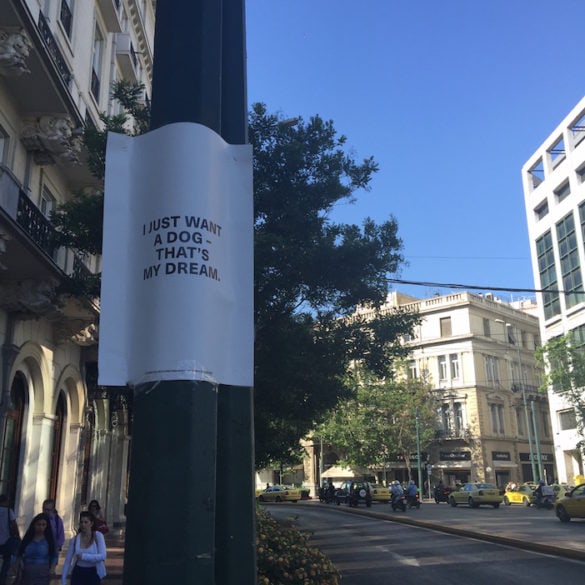 I JUST WANT
A DOG -
THAT'S
MY DREAM.